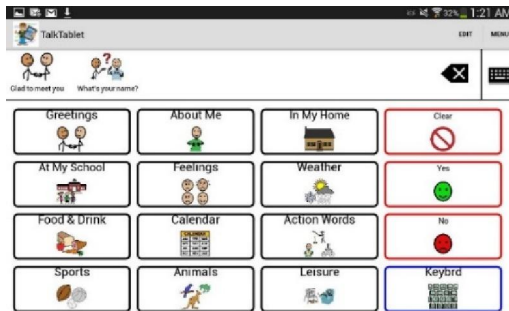 32% 1:21 AM
TalkTablet EDIT MENU
Glad to meet you What's your name?
Greetings About Me In My Home Clear
At My School Feelings Weather Yes
Food & Drink Calendar Action Words No
CALENDAR
Sports Animals Leisure Keybrd